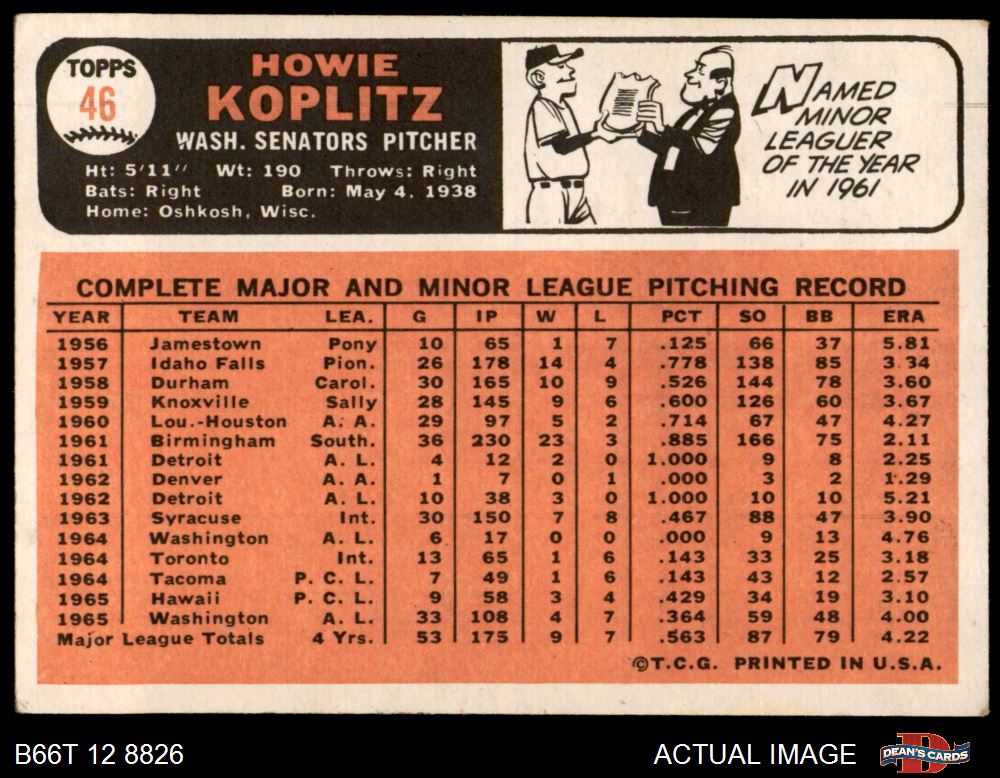 TOPPS
46
HOWIE
KOPLITZ
WASH. SENATORS PITCHER
Ht: 5'11" Wt: 190 Throws: Right
Bats: Right Born: May 4, 1938
Home: Oshkosh, Wisc.
NAMED
MINOR
LEAGUER
OF THE YEAR
IN 1961
COMPLETE MAJOR AND MINOR LEAGUE PITCHING RECORD
YEAR TEAM LEA. G IP W L PCT SO BB ERA
1956 Jamestown Pony 10 65 1 7 .125 66 37 5.81
1957 Idaho Falls Pion. 26 178 14 4 .778 138 85 3.34
1958 Durham Carol. 30 165 10 9 .526 144 78 3.60
1959 Knoxville Sally 28 145 9 6 .600 126 60 3.67
1960 Lou.-Houston A. A. 29 97 5 2 .714 67 47 4.27
1961 Birmingham South. 36 230 23 3 .885 166 75 2.11
1961 Detroit A. L. 4 12 2 0 1.000 9 8 2.25
1962 Denver A. A. 1 7 0 1 .000 3 2 1.29
1962 Detroit A. L. 10 38 3 0 1.000 10 10 5.21
1963 Syracuse Int. 30 150 7 8 .467 88 47 3.90
1964 Washington A. L. 6 17 0 0 .000 9 13 4.76
1964 Toronto Int. 13 65 1 6 .143 33 25 3.18
1964 Tacoma P. C. L. 7 49 1 6 .143 43 12 2.57
1965 Hawaii P. C. L. 9 58 3 4 .429 34 19 3.10
1965 Washington A. L. 33 108 4 7 .364 59 48 4.00
Major League Totals 4 Yrs. 53 175 9 7 .563 87 79 4.22
©T.C.G. PRINTED IN U.S.A.
B66T 12 8826
ACTUAL IMAGE
DEAN'S CARDS